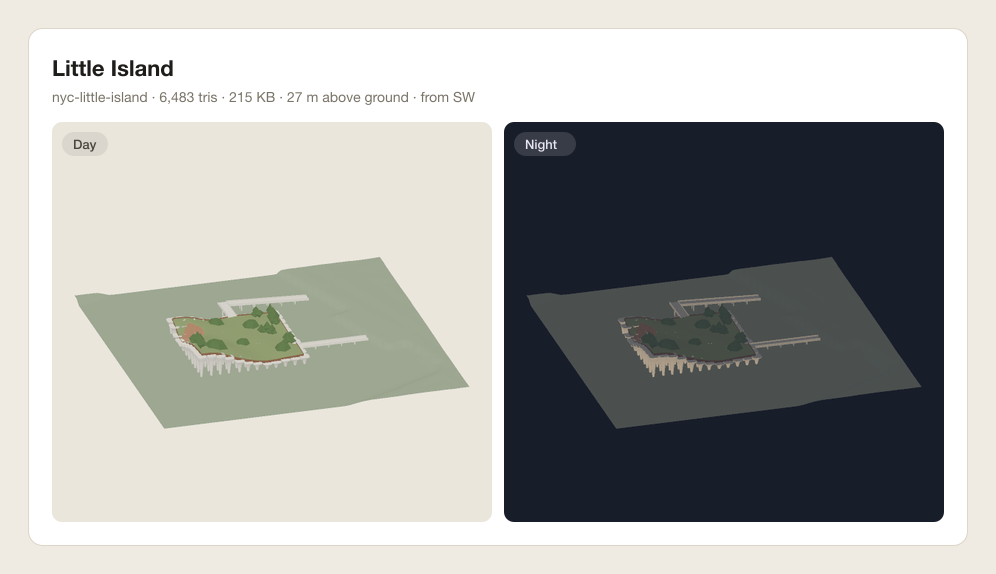 Little Island
nyc-little-island · 6,483 tris · 215 KB · 27 m above ground · from SW
Day
Night